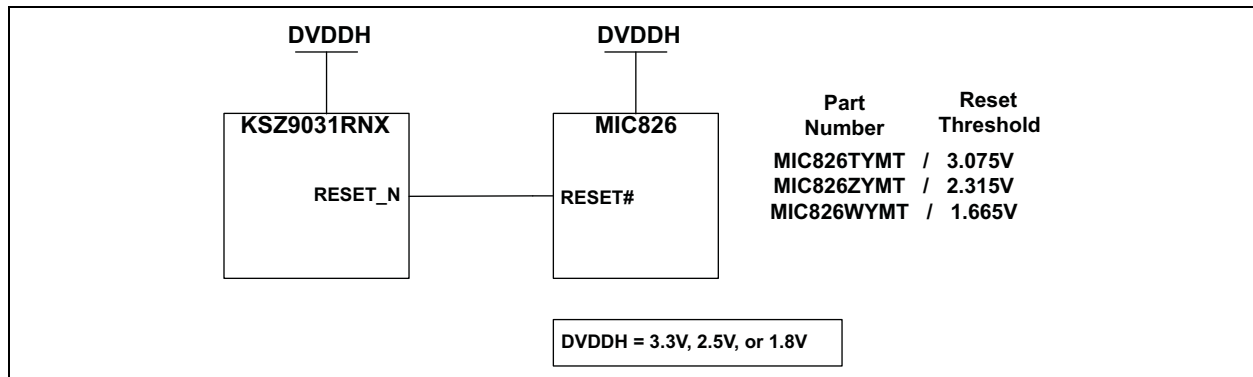 DVDDH
DVDDH
KSZ9031RNX
MIC826
RESET_N
RESET#
Part Number
Reset Threshold
MIC826TYMT / 3.075V
MIC826ZYMT / 2.315V
MIC826WYMT / 1.665V
DVDDH = 3.3V, 2.5V, or 1.8V